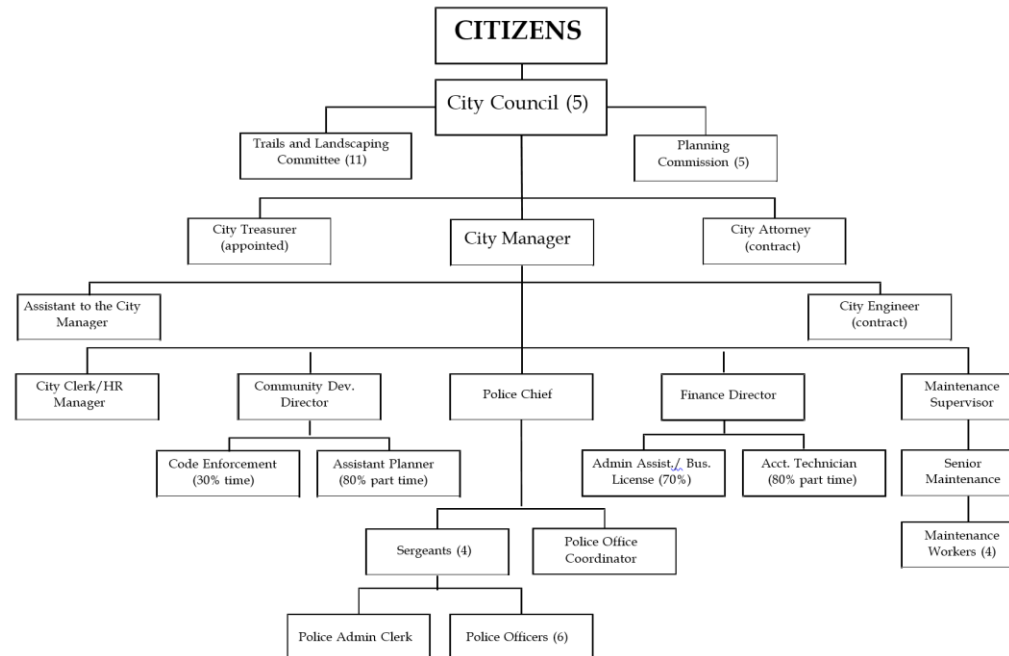 CITIZENS
City Council (5)
Trails and Landscaping
Committee (11)
Planning
Commission (5)
City Treasurer
(appointed)
City Manager
City Attorney
(contract)
Assistant to the City
Manager
City Engineer
(contract)
City Clerk/HR
Manager
Community Dev.
Director
Police Chief
Finance Director
Maintenance
Supervisor
Code Enforcement
(30% time)
Assistant Planner
(80% part time)
Admin Assist./ Bus.
License (70%)
Acct. Technician
(80% part time)
Senior
Maintenance
Sergeants (4)
Police Office
Coordinator
Maintenance
Workers (4)
Police Admin Clerk
Police Officers (6)